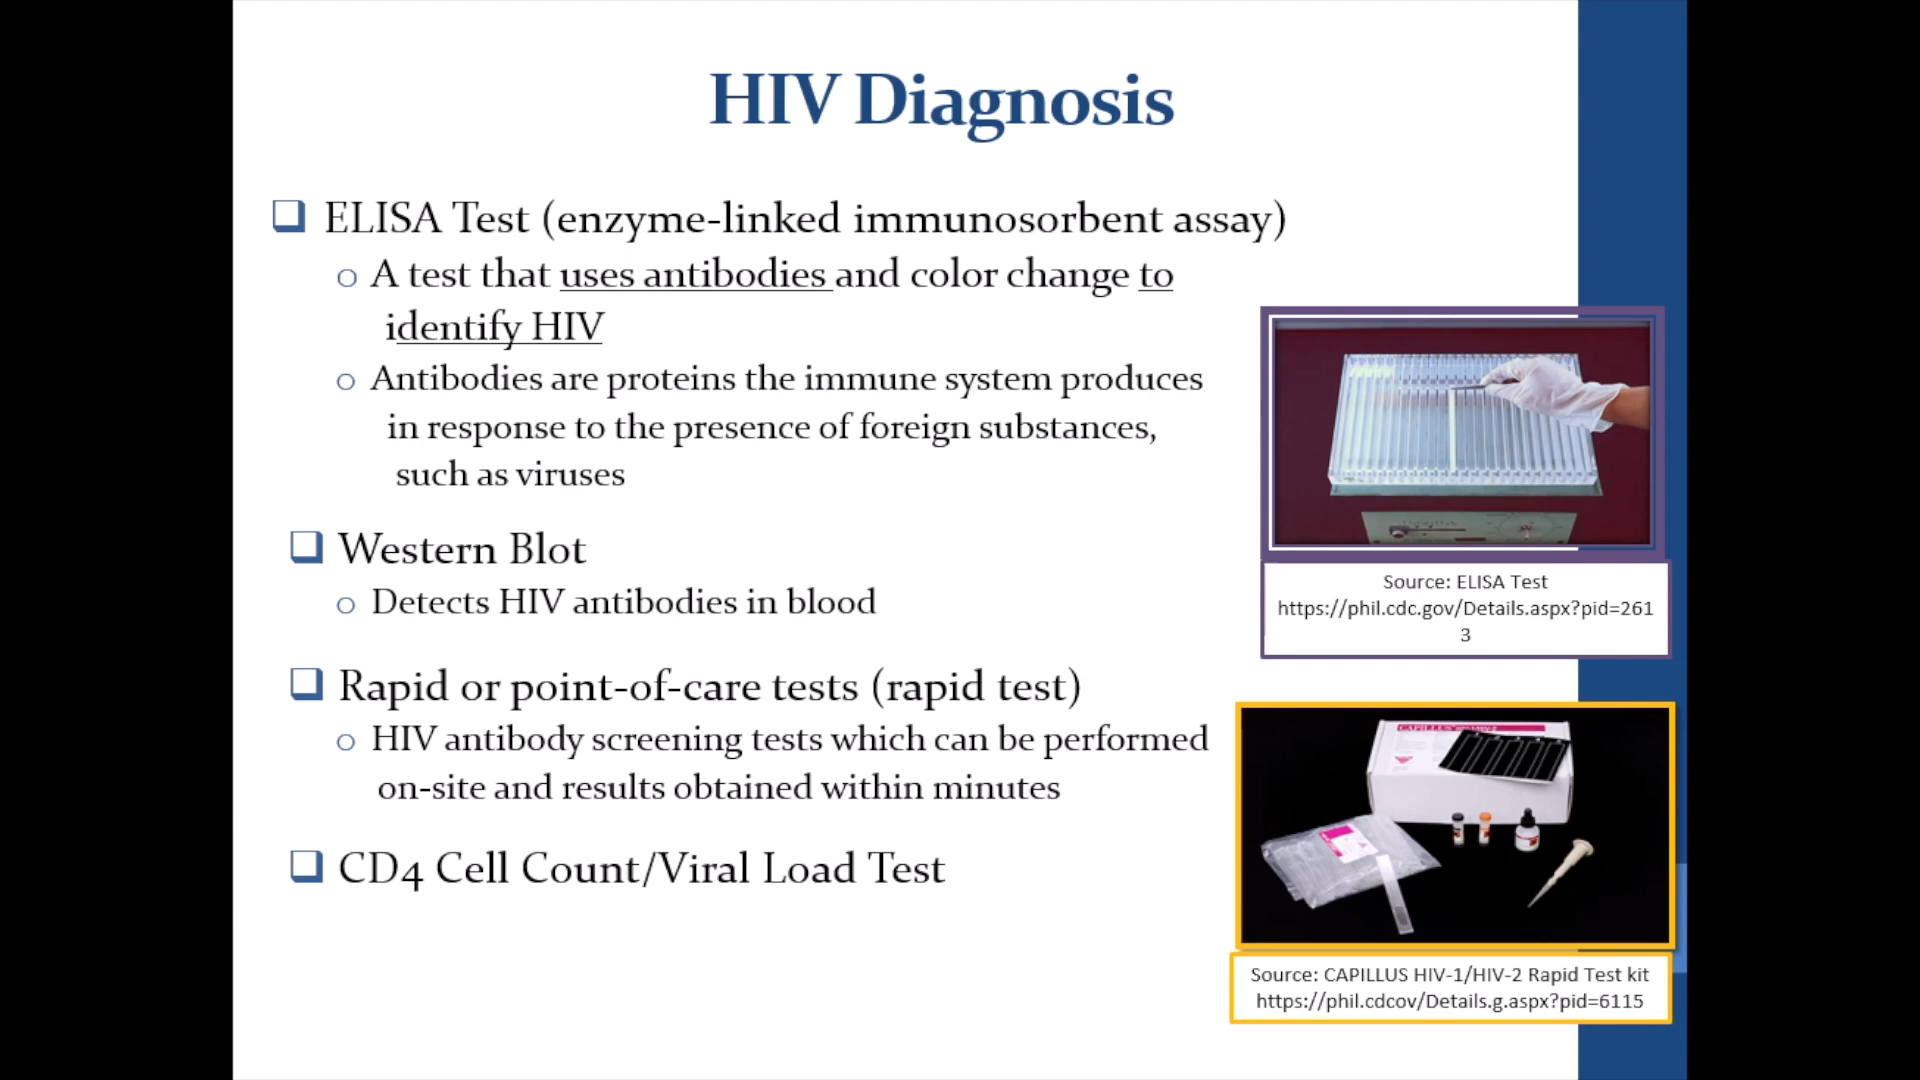 HIV Diagnosis
ELISA Test (enzyme-linked immunosorbent assay)
A test that uses antibodies and color change to
identify HIV
Antibodies are proteins the immune system produces
in response to the presence of foreign substances,
such as viruses
Western Blot
Detects HIV antibodies in blood
Rapid or point-of-care tests (rapid test)
HIV antibody screening tests which can be performed
on-site and results obtained within minutes
CD4 Cell Count/Viral Load Test
Source: ELISA Test
https://phil.cdc.gov/Details.aspx?pid=261
3
CAPILLUS
Source: CAPILLUS HIV-1/HIV-2 Rapid Test kit
https://phil.cdcov/Details.g.aspx?pid=6115